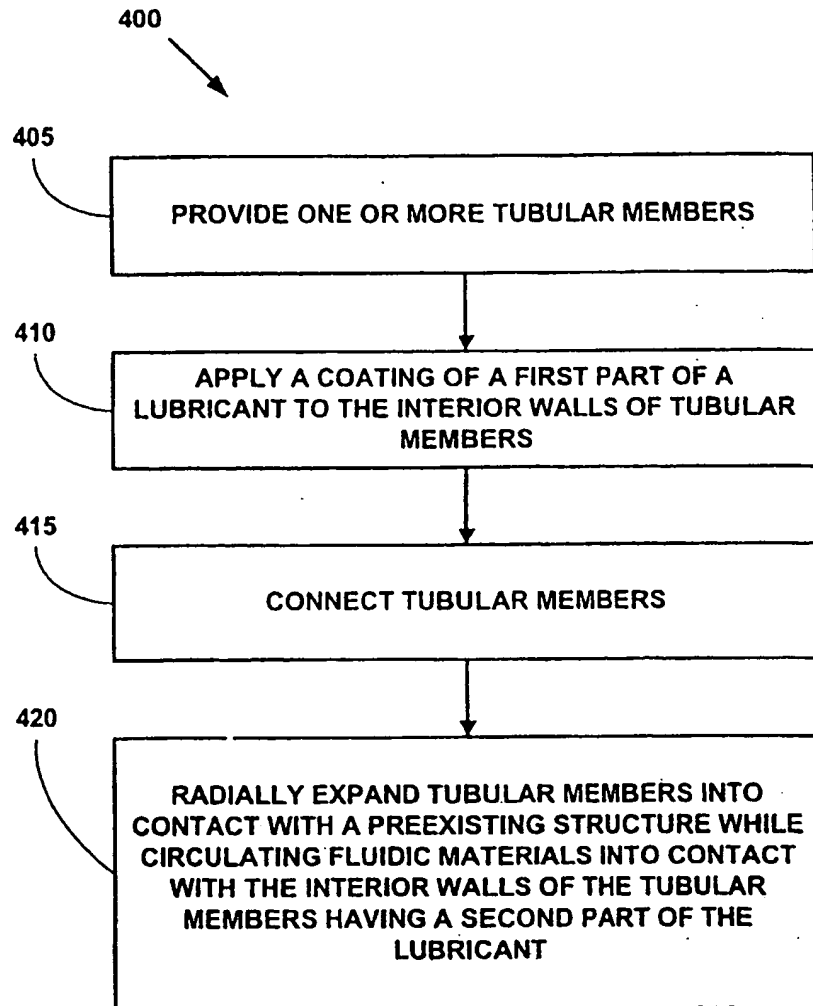 400
405
PROVIDE ONE OR MORE TUBULAR MEMBERS
410
APPLY A COATING OF A FIRST PART OF A
LUBRICANT TO THE INTERIOR WALLS OF TUBULAR
MEMBERS
415
CONNECT TUBULAR MEMBERS
420
RADIALLY EXPAND TUBULAR MEMBERS INTO
CONTACT WITH A PREEXISTING STRUCTURE WHILE
CIRCULATING FLUIDIC MATERIALS INTO CONTACT
WITH THE INTERIOR WALLS OF THE TUBULAR
MEMBERS HAVING A SECOND PART OF THE
LUBRICANT